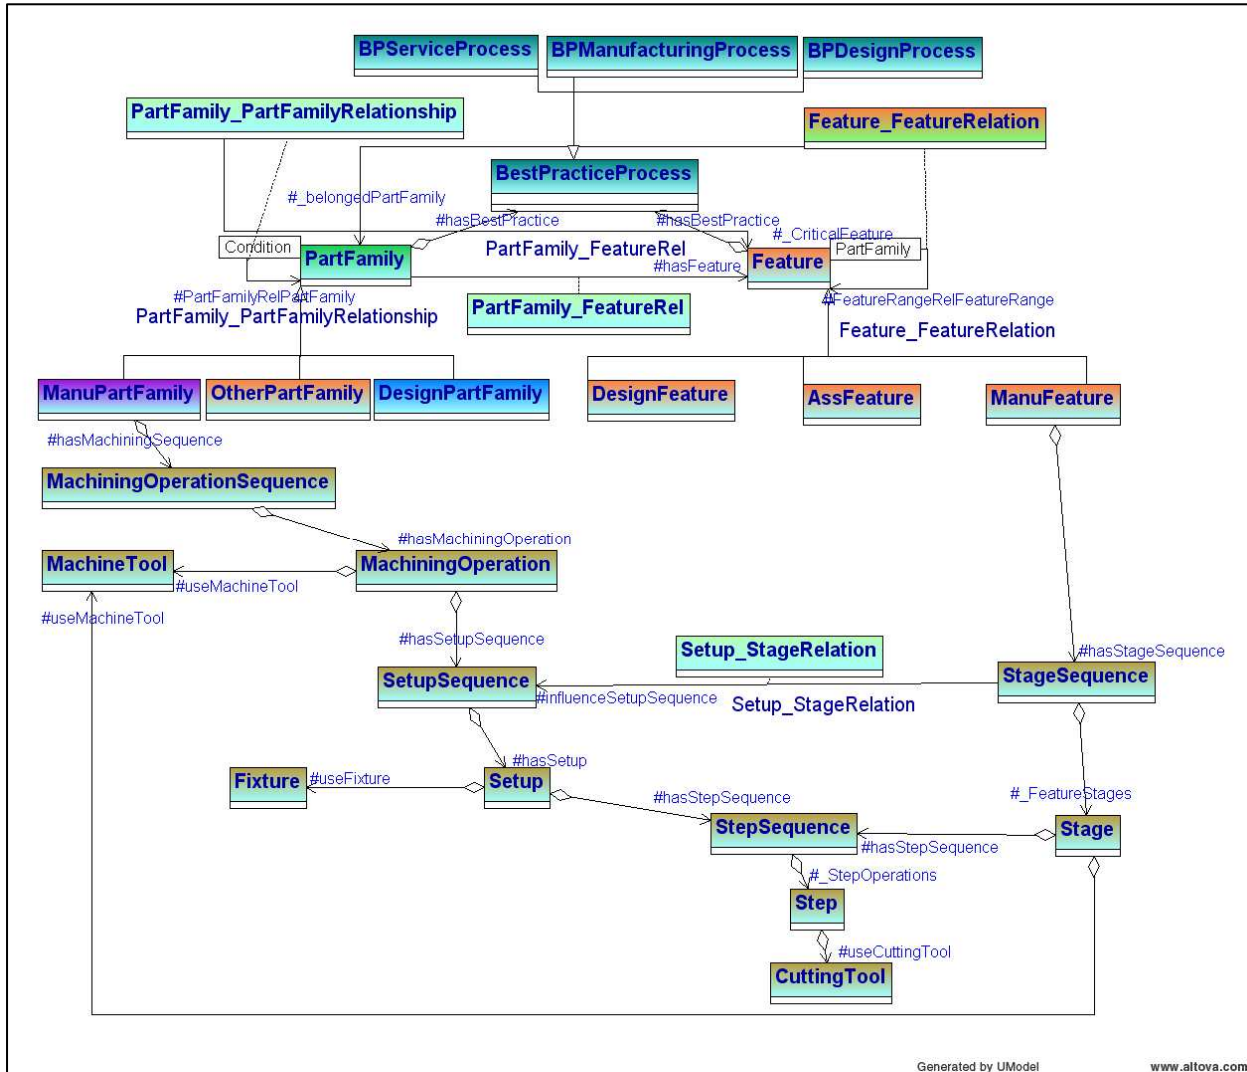 BPServiceProcess
BPManufacturingProcess
BPDesignProcess
PartFamily_PartFamilyRelationship
Feature_FeatureRelation
BestPracticeProcess
#_belongedPartFamily
#hasBestPractice
#hasBestPractice
#_CriticalFeature
Condition
PartFamily
PartFamily_FeatureRel
PartFamily
Feature
#hasFeature
#PartFamilyRelPartFamily
PartFamily_PartFamilyRelationship
PartFamily_FeatureRel
#FeatureRangeRelFeatureRange
Feature_FeatureRelation
ManuPartFamily
OtherPartFamily
DesignPartFamily
DesignFeature
AssFeature
ManuFeature
#hasMachiningSequence
MachiningOperationSequence
#hasMachiningOperation
MachineTool
MachiningOperation
#useMachineTool
#useMachineTool
#hasSetupSequence
Setup_StageRelation
#hasStageSequence
SetupSequence
StageSequence
#influenceSetupSequence
Setup_StageRelation
#hasSetup
Fixture
#useFixture
Setup
#hasStepSequence
#_FeatureStages
StepSequence
Stage
#hasStepSequence
#_StepOperations
Step
#useCuttingTool
CuttingTool
Generated by UModel
www.altova.com